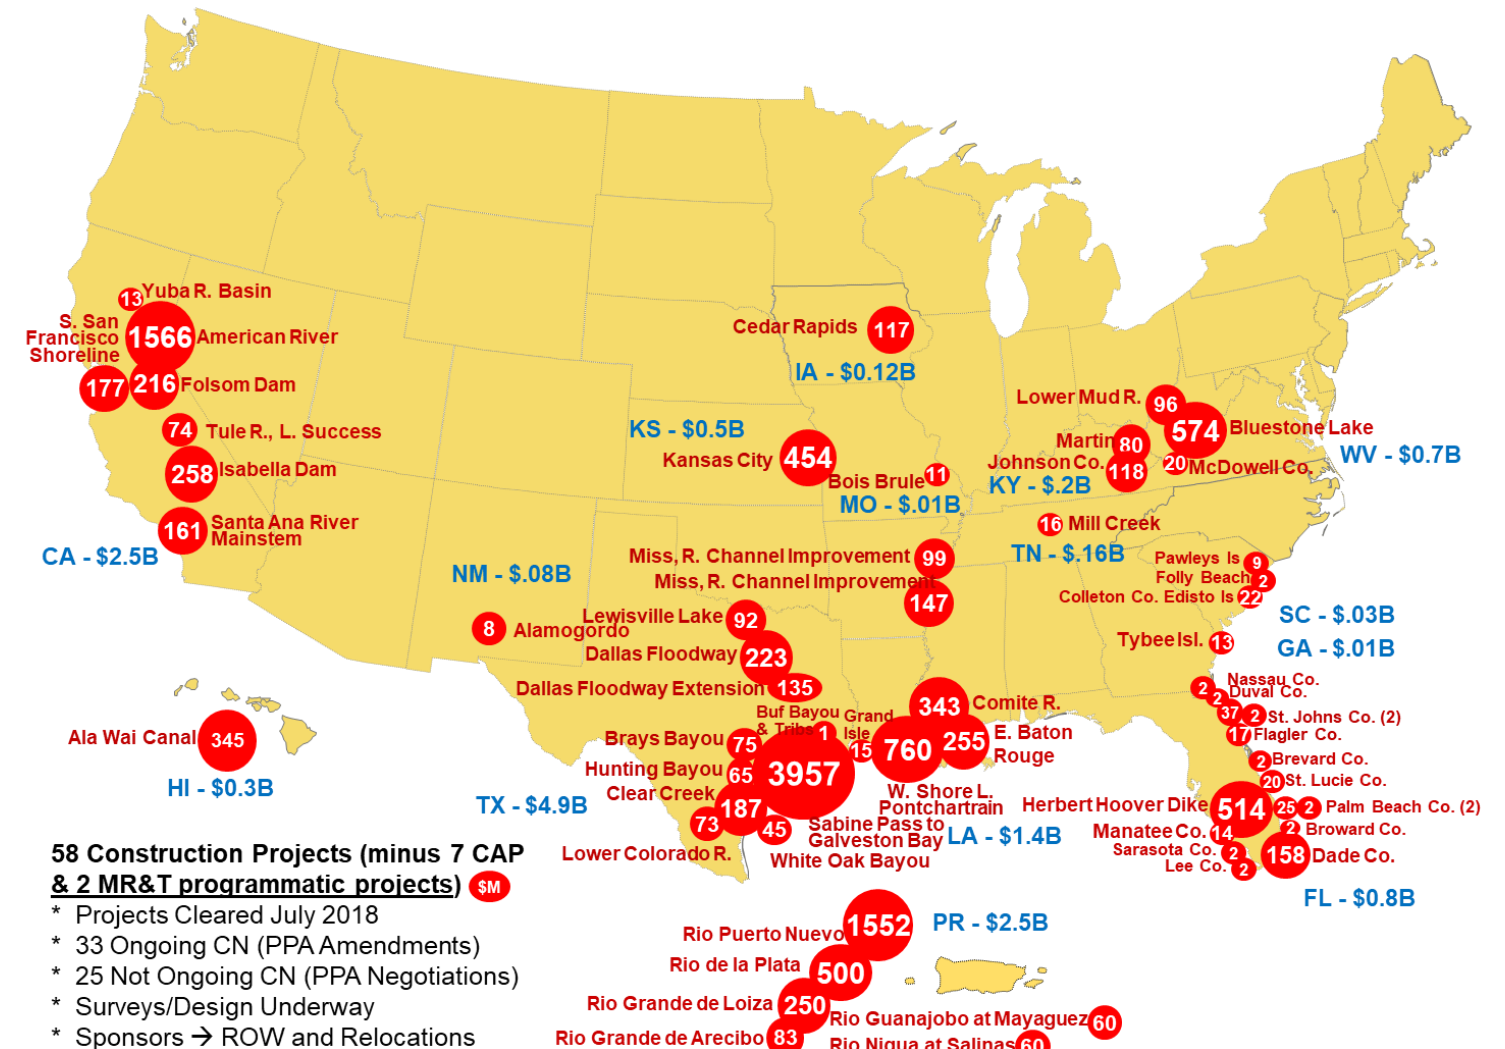 13 Yuba R. Basin
S. San
Francisco
Shoreline
1566 American River
177
216 Folsom Dam
74 Tule R., L. Success
258 Isabella Dam
161 Santa Ana River
Mainstem
CA - $2.5B
Cedar Rapids 117
IA - $0.12B
KS - $0.5B
Kansas City 454
Bois Brule 11
MO - $.01B
Lower Mud R. 96
574 Bluestone Lake
Martin 80
Johnson Co. 118
20 McDowell Co.
WV - $0.7B
KY - $.2B
16 Mill Creek
TN - $.16B
NM - $.08B
8 Alamogordo
Miss, R. Channel Improvement 99
Miss, R. Channel Improvement
147
Pawleys Is 9
Folly Beach 2
Colleton Co. Edisto Is 22
SC - $.03B
Tybee Isl. 13
GA - $.01B
Lewisville Lake 92
Dallas Floodway 223
Dallas Floodway Extension 135
Buf Bayou
& Tribs 1
Grand
Isle
15
343 Comite R.
760
255 E. Baton
Rouge
Brays Bayou 75
Hunting Bayou 65
3957
Clear Creek 187
73
45
W. Shore L.
Pontchartrain
Sabine Pass to
Galveston Bay
White Oak Bayou
Lower Colorado R.
TX - $4.9B
LA - $1.4B
2 Nassau Co.
2 Duval Co.
37 2 St. Johns Co. (2)
17 Flagler Co.
2 Brevard Co.
20 St. Lucie Co.
Herbert Hoover Dike 514
25 2 Palm Beach Co. (2)
Manatee Co. 14
2 Broward Co.
Sarasota Co. 2
158 Dade Co.
Lee Co. 2
FL - $0.8B
Ala Wai Canal 345
HI - $0.3B
58 Construction Projects (minus 7 CAP
& 2 MR&T programmatic projects) $M
* Projects Cleared July 2018
* 33 Ongoing CN (PPA Amendments)
* 25 Not Ongoing CN (PPA Negotiations)
* Surveys/Design Underway
* Sponsors → ROW and Relocations
Rio Puerto Nuevo 1552
PR - $2.5B
Rio de la Plata 500
Rio Grande de Loiza 250
Rio Guanajobo at Mayaguez 60
Rio Grande de Arecibo 83
Rio Nigua at Salinas 60